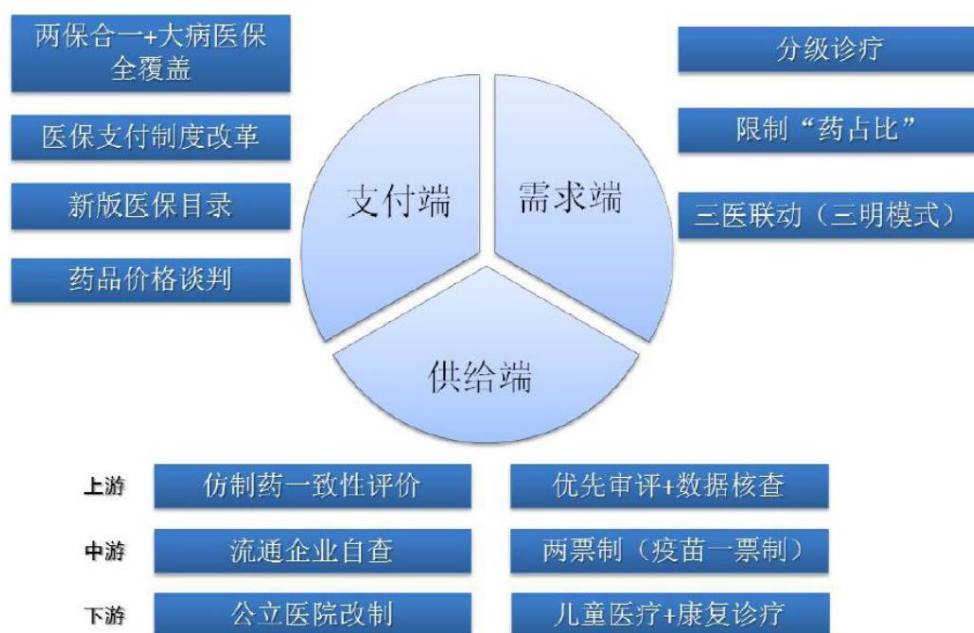 两保合一+大病医保
全覆盖
医保支付制度改革
新版医保目录
药品价格谈判
支付端
需求端
供给端
分级诊疗
限制“药占比”
三医联动（三明模式）
上游
仿制药一致性评价
优先审评+数据核查
中游
流通企业自查
两票制（疫苗一票制）
下游
公立医院改制
儿童医疗+康复诊疗